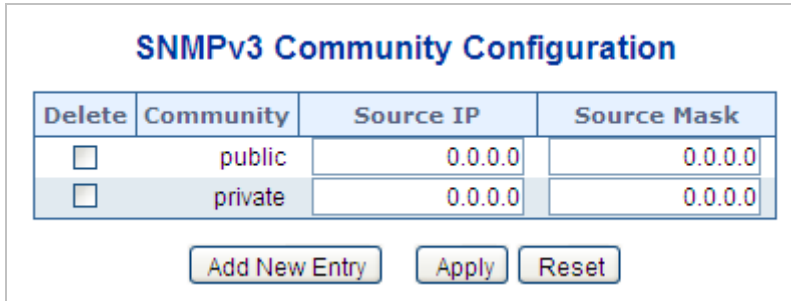 SNMPv3 Community Configuration
Delete Community Source IP Source Mask
public 0.0.0.0 0.0.0.0
private 0.0.0.0 0.0.0.0
Add New Entry Apply Reset